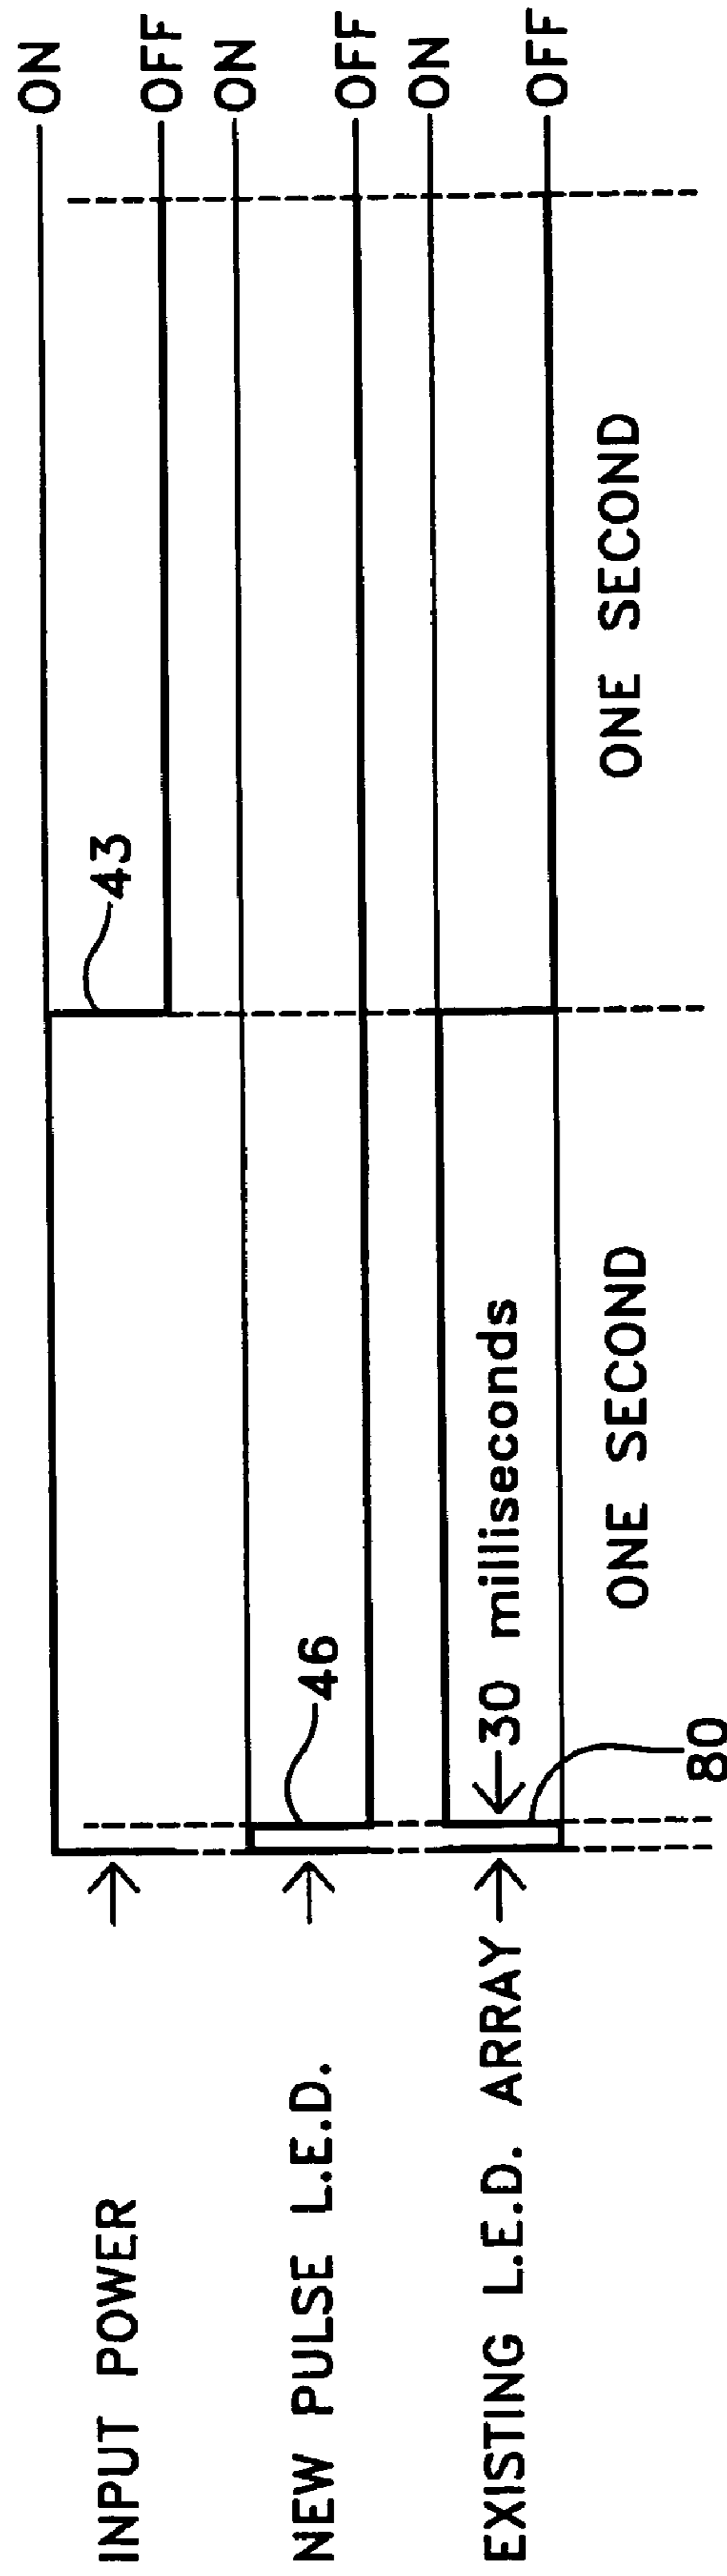 INPUT POWER
ON
43
OFF
NEW PULSE L.E.D.
ON
46
OFF
EXISTING L.E.D. ARRAY
30 milliseconds
ON
OFF
80
ONE SECOND
ONE SECOND